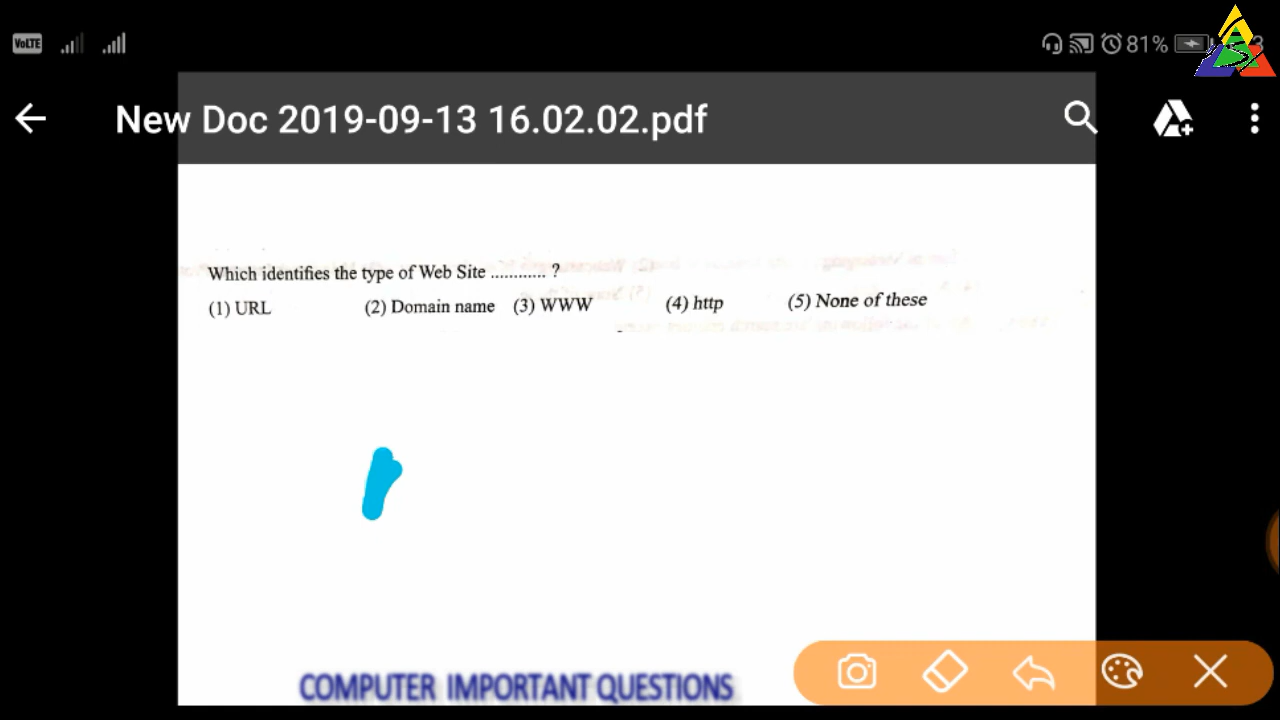 VoLTE 81%
New Doc 2019-09-13 16.02.02.pdf
Which identifies the type of Web Site ............ ?
(1) URL (2) Domain name (3) WWW (4) http (5) None of these
COMPUTER IMPORTANT QUESTIONS